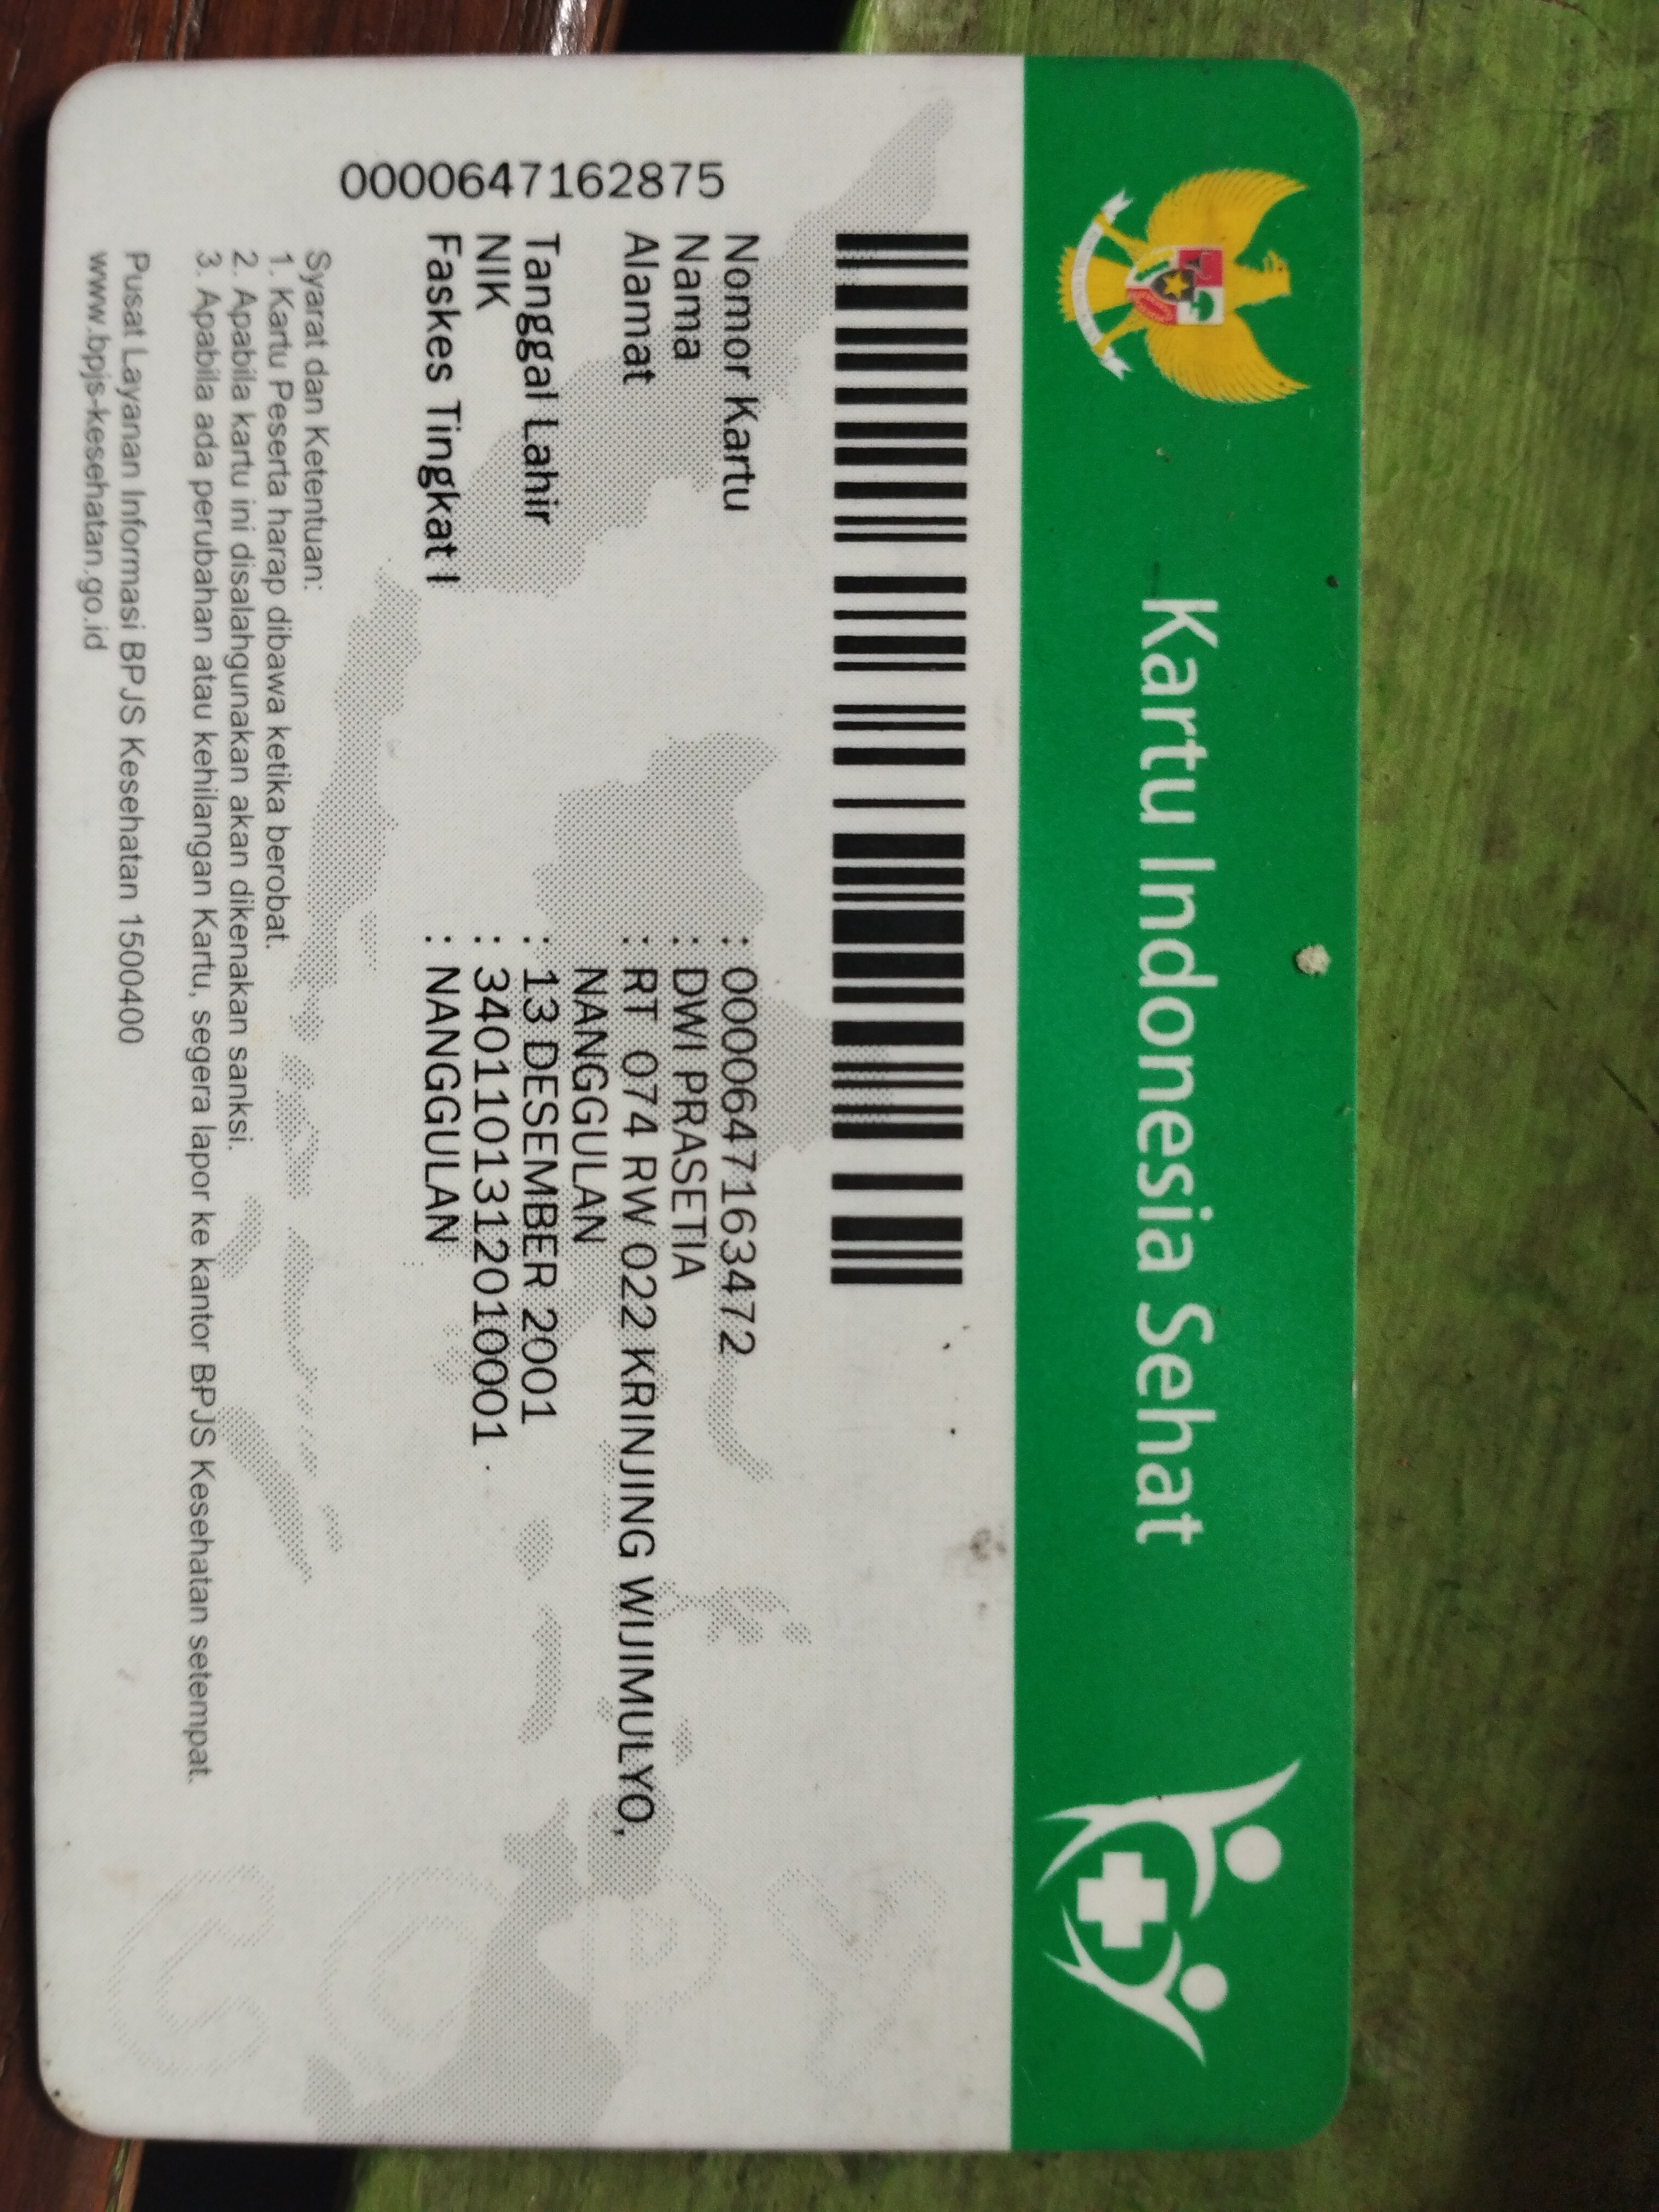 Kartu Indonesia Sehat
Nomor Kartu : 0000647163472
Nama : DWI PRASETIA
Alamat : RT 074 RW 022 KRINJING WIJIMULYO,
NANGGULAN
Tanggal Lahir : 13 DESEMBER 2001
NIK : 3401101312010001
Faskes Tingkat I : NANGGULAN
0000647162875
Syarat dan Ketentuan:
1. Kartu Peserta harap dibawa ketika berobat.
2. Apabila kartu ini disalahgunakan akan dikenakan sanksi.
3. Apabila ada perubahan atau kehilangan Kartu, segera lapor ke kantor BPJS Kesehatan setempat.
Pusat Layanan Informasi BPJS Kesehatan 1500400
www.bpjs-kesehatan.go.id